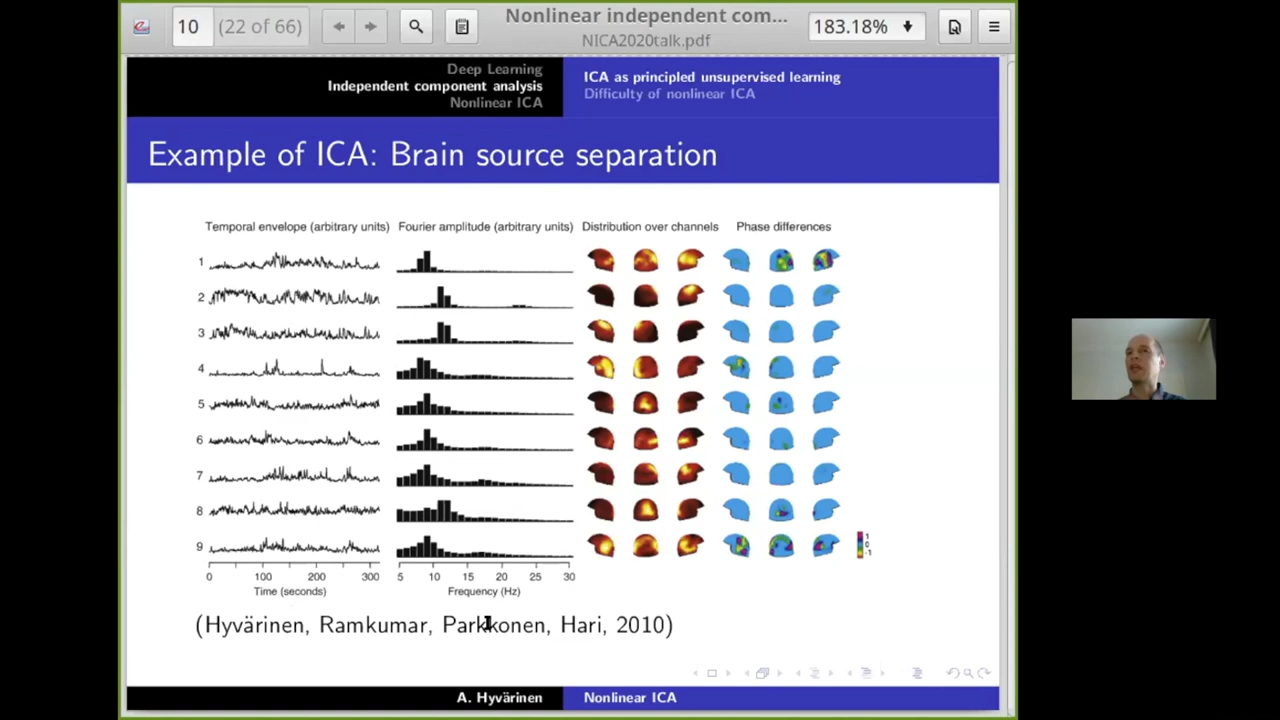 Nonlinear independent com...
NICA2020talk.pdf
10 (22 of 66)
183.18%
Deep Learning
Independent component analysis
Nonlinear ICA
ICA as principled unsupervised learning
Difficulty of nonlinear ICA
Example of ICA: Brain source separation
Temporal envelope (arbitrary units) Fourier amplitude (arbitrary units) Distribution over channels Phase differences
1
2
3
4
5
6
7
8
9
1
0
-1
0 100 200 300
Time (seconds)
5 10 15 20 25 30
Frequency (Hz)
(Hyvärinen, Ramkumar, Parkkonen, Hari, 2010)
A. Hyvärinen Nonlinear ICA